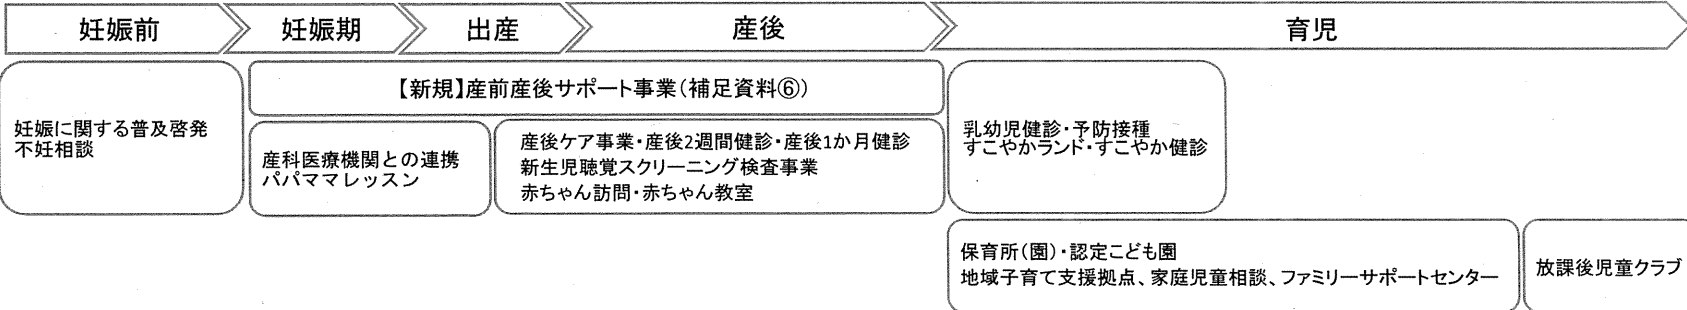 妊娠前
妊娠期
出産
産後
育児
妊娠に関する普及啓発
不妊相談
【新規】産前産後サポート事業(補足資料⑥)
産科医療機関との連携
パパママレッスン
産後ケア事業・産後2週間健診・産後1か月健診
新生児聴覚スクリーニング検査事業
赤ちゃん訪問・赤ちゃん教室
乳幼児健診・予防接種
すこやかランド・すこやか健診
保育所(園)・認定こども園
地域子育て支援拠点、家庭児童相談、ファミリーサポートセンター
放課後児童クラブ